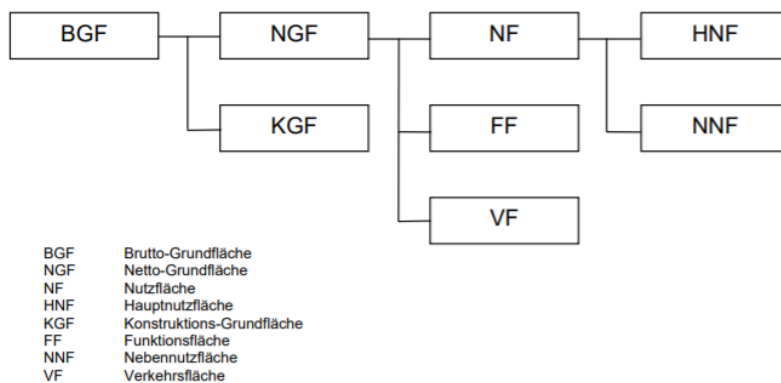 BGF NGF NF HNF
KGF FF NNF
VF
BGF Brutto-Grundfläche
NGF Netto-Grundfläche
NF Nutzfläche
HNF Hauptnutzfläche
KGF Konstruktions-Grundfläche
FF Funktionsfläche
NNF Nebennutzfläche
VF Verkehrsfläche